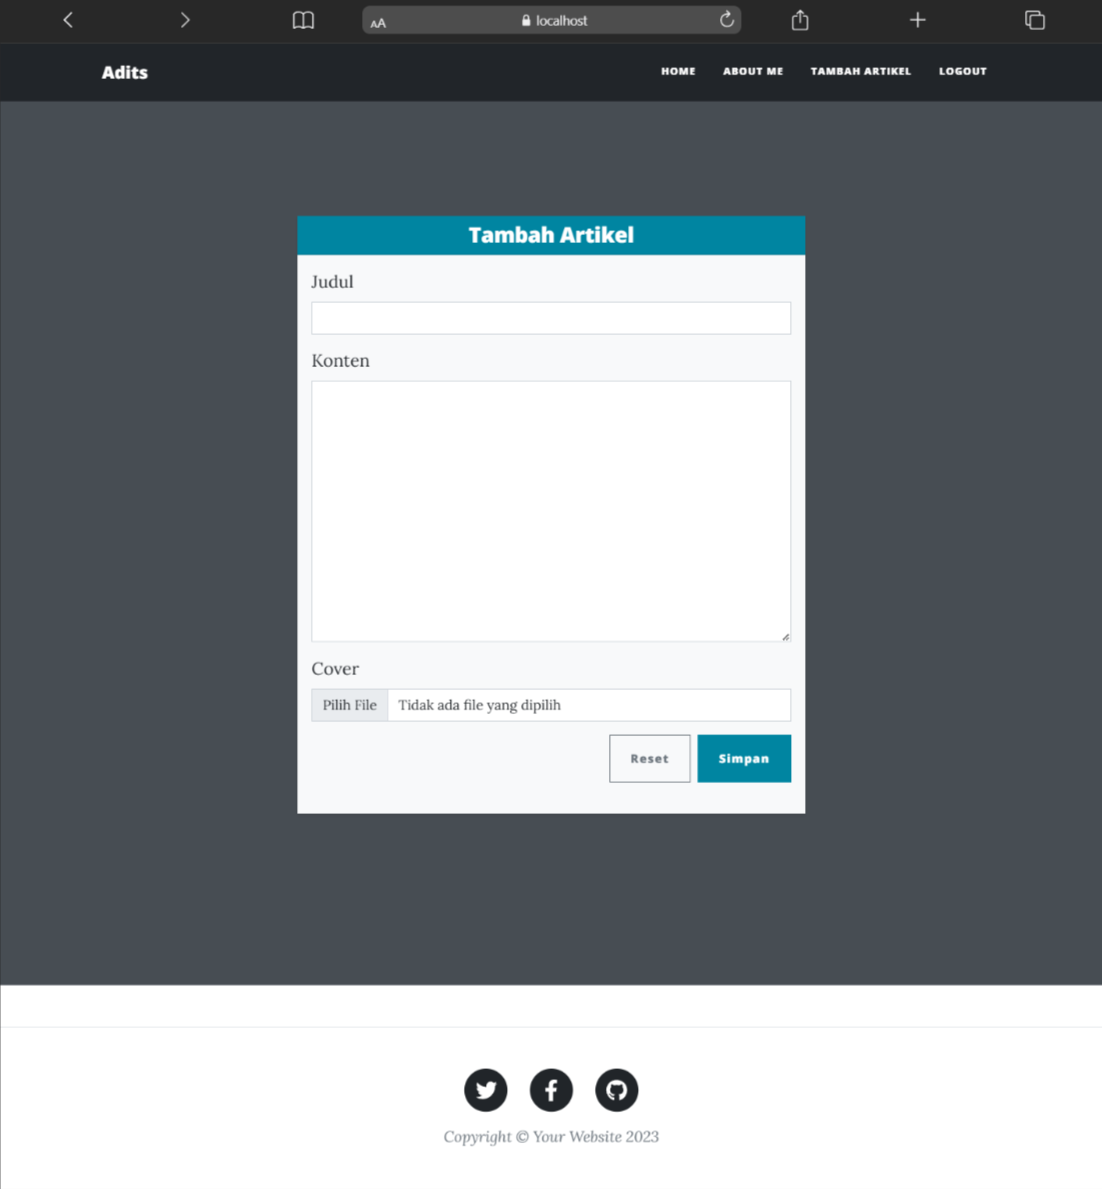 AA localhost
Adits
HOME ABOUT ME TAMBAH ARTIKEL LOGOUT
Tambah Artikel
Judul
Konten
Cover
Pilih File Tidak ada file yang dipilih
Reset Simpan
Copyright © Your Website 2023